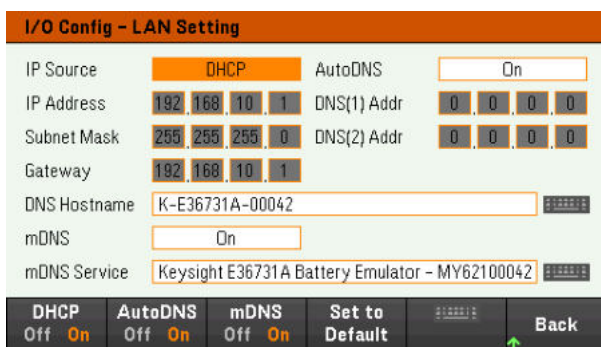 I/O Config – LAN Setting
IP Source DHCP AutoDNS On
IP Address 192.168.10.1 DNS(1) Addr 0.0.0.0
Subnet Mask 255.255.255.0 DNS(2) Addr 0.0.0.0
Gateway 192.168.10.1
DNS Hostname K-E36731A-00042
mDNS On
mDNS Service Keysight E36731A Battery Emulator – MY62100042
DHCP AutoDNS mDNS Set to
Off On Off On Off On Default Back